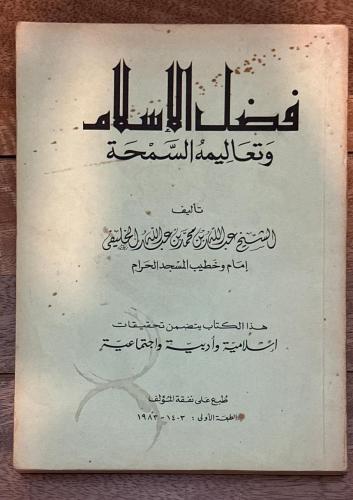 فضل الإسلام
وتعاليمه السمحة
تأليف
الشيخ عبد الله بن محمد بن عبد الله الخليفي
إمام وخطيب المسجد الحرام
هذا الكتاب يتضمن تحقيقات
إسلامية وأدبية واجتماعية
طبع على نفقة المؤلف
الطبعة الأولى : ١٤٠٣ - ١٩٨٣